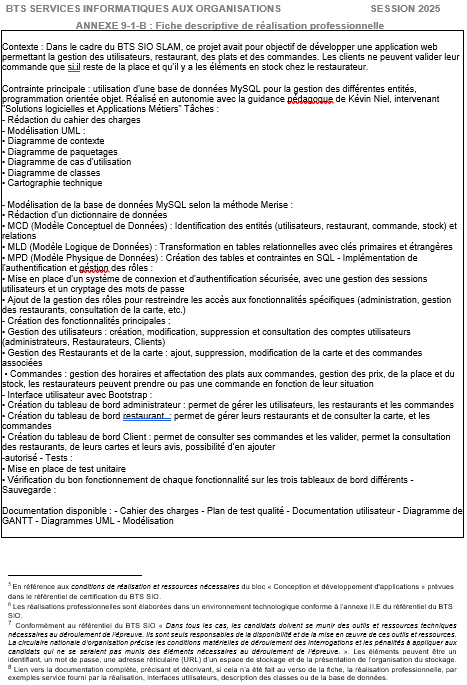 BTS SERVICES INFORMATIQUES AUX ORGANISATIONS SESSION 2025
ANNEXE 9-1-B : Fiche descriptive de réalisation professionnelle
Contexte : Dans le cadre du BTS SIO SLAM, ce projet avait pour objectif de développer une application web
permettant la gestion des utilisateurs, restaurant, des plats et des commandes. Les clients ne peuvent valider leur
commande que si il reste de la place et qu'il y a les éléments en stock chez le restaurateur.
Contrainte principale : utilisation d'une base de données MySQL pour la gestion des différentes entités,
programmation orientée objet. Réalisé en autonomie avec la guidance pédagoque de Kévin Niel, intervenant
"Solutions logicielles et Applications Métiers" Tâches :
- Rédaction du cahier des charges
- Modélisation UML :
• Diagramme de contexte
• Diagramme de paquetages
• Diagramme de cas d'utilisation
• Diagramme de classes
• Cartographie technique
- Modélisation de la base de données MySQL selon la méthode Merise :
• Rédaction d'un dictionnaire de données
• MCD (Modèle Conceptuel de Données) : Identification des entités (utilisateurs, restaurant, commande, stock) et
relations
• MLD (Modèle Logique de Données) : Transformation en tables relationnelles avec clés primaires et étrangères
• MPD (Modèle Physique de Données) : Création des tables et contraintes en SQL - Implémentation de
l'authentification et géstion des rôles :
• Mise en place d'un système de connexion et d'authentification sécurisée, avec une gestion des sessions
utilisateurs et un cryptage des mots de passe
• Ajout de la gestion des rôles pour restreindre les accès aux fonctionnalités spécifiques (administration, gestion
des restaurants, consultation de la carte, etc.)
- Création des fonctionnalités principales :
• Gestion des utilisateurs : création, modification, suppression et consultation des comptes utilisateurs
(administrateurs, Restaurateurs, Clients)
• Gestion des Restaurants et de la carte : ajout, suppression, modification de la carte et des commandes
associées
• Commandes : gestion des horaires et affectation des plats aux commandes, gestion des prix, de la place et du
stock, les restaurateurs peuvent prendre ou pas une commande en fonction de leur situation
- Interface utilisateur avec Bootstrap :
• Création du tableau de bord administrateur : permet de gérer les utilisateurs, les restaurants et les commandes
• Création du tableau de bord restaurant : permet de gérer leurs restaurants et de consulter la carte, et les
commandes
• Création du tableau de bord Client : permet de consulter ses commandes et les valider, permet la consultation
des restaurants, de leurs cartes et leurs avis, possibilité d'en ajouter
-autorisé - Tests :
• Mise en place de test unitaire
• Vérification du bon fonctionnement de chaque fonctionnalité sur les trois tableaux de bord différents -
Sauvegarde :
Documentation disponible : - Cahier des charges - Plan de test qualité - Documentation utilisateur - Diagramme de
GANTT - Diagrammes UML - Modélisation
5 En référence aux conditions de réalisation et ressources nécessaires du bloc « Conception et développement d'applications » prévues
dans le référentiel de certification du BTS SIO.
6 Les réalisations professionnelles sont élaborées dans un environnement technologique conforme à l'annexe II.E du référentiel du BTS
SIO.
7 Conformément au référentiel du BTS SIO « Dans tous les cas, les candidats doivent se munir des outils et ressources techniques
nécessaires au déroulement de l'épreuve. Ils sont seuls responsables de la disponibilité et de la mise en œuvre de ces outils et ressources.
La circulaire nationale d'organisation précise les conditions matérielles de déroulement des interrogations et les pénalités à appliquer aux
candidats qui ne se seraient pas munis des éléments nécessaires au déroulement de l'épreuve. ». Les éléments peuvent être un
identifiant, un mot de passe, une adresse réticulaire (URL) d'un espace de stockage et de la présentation de l'organisation du stockage.
8 Lien vers la documentation complète, précisant et décrivant, si cela n'a été fait au verso de la fiche, la réalisation professionnelle, par
exemples service fourni par la réalisation, interfaces utilisateurs, description des classes ou de la base de données.